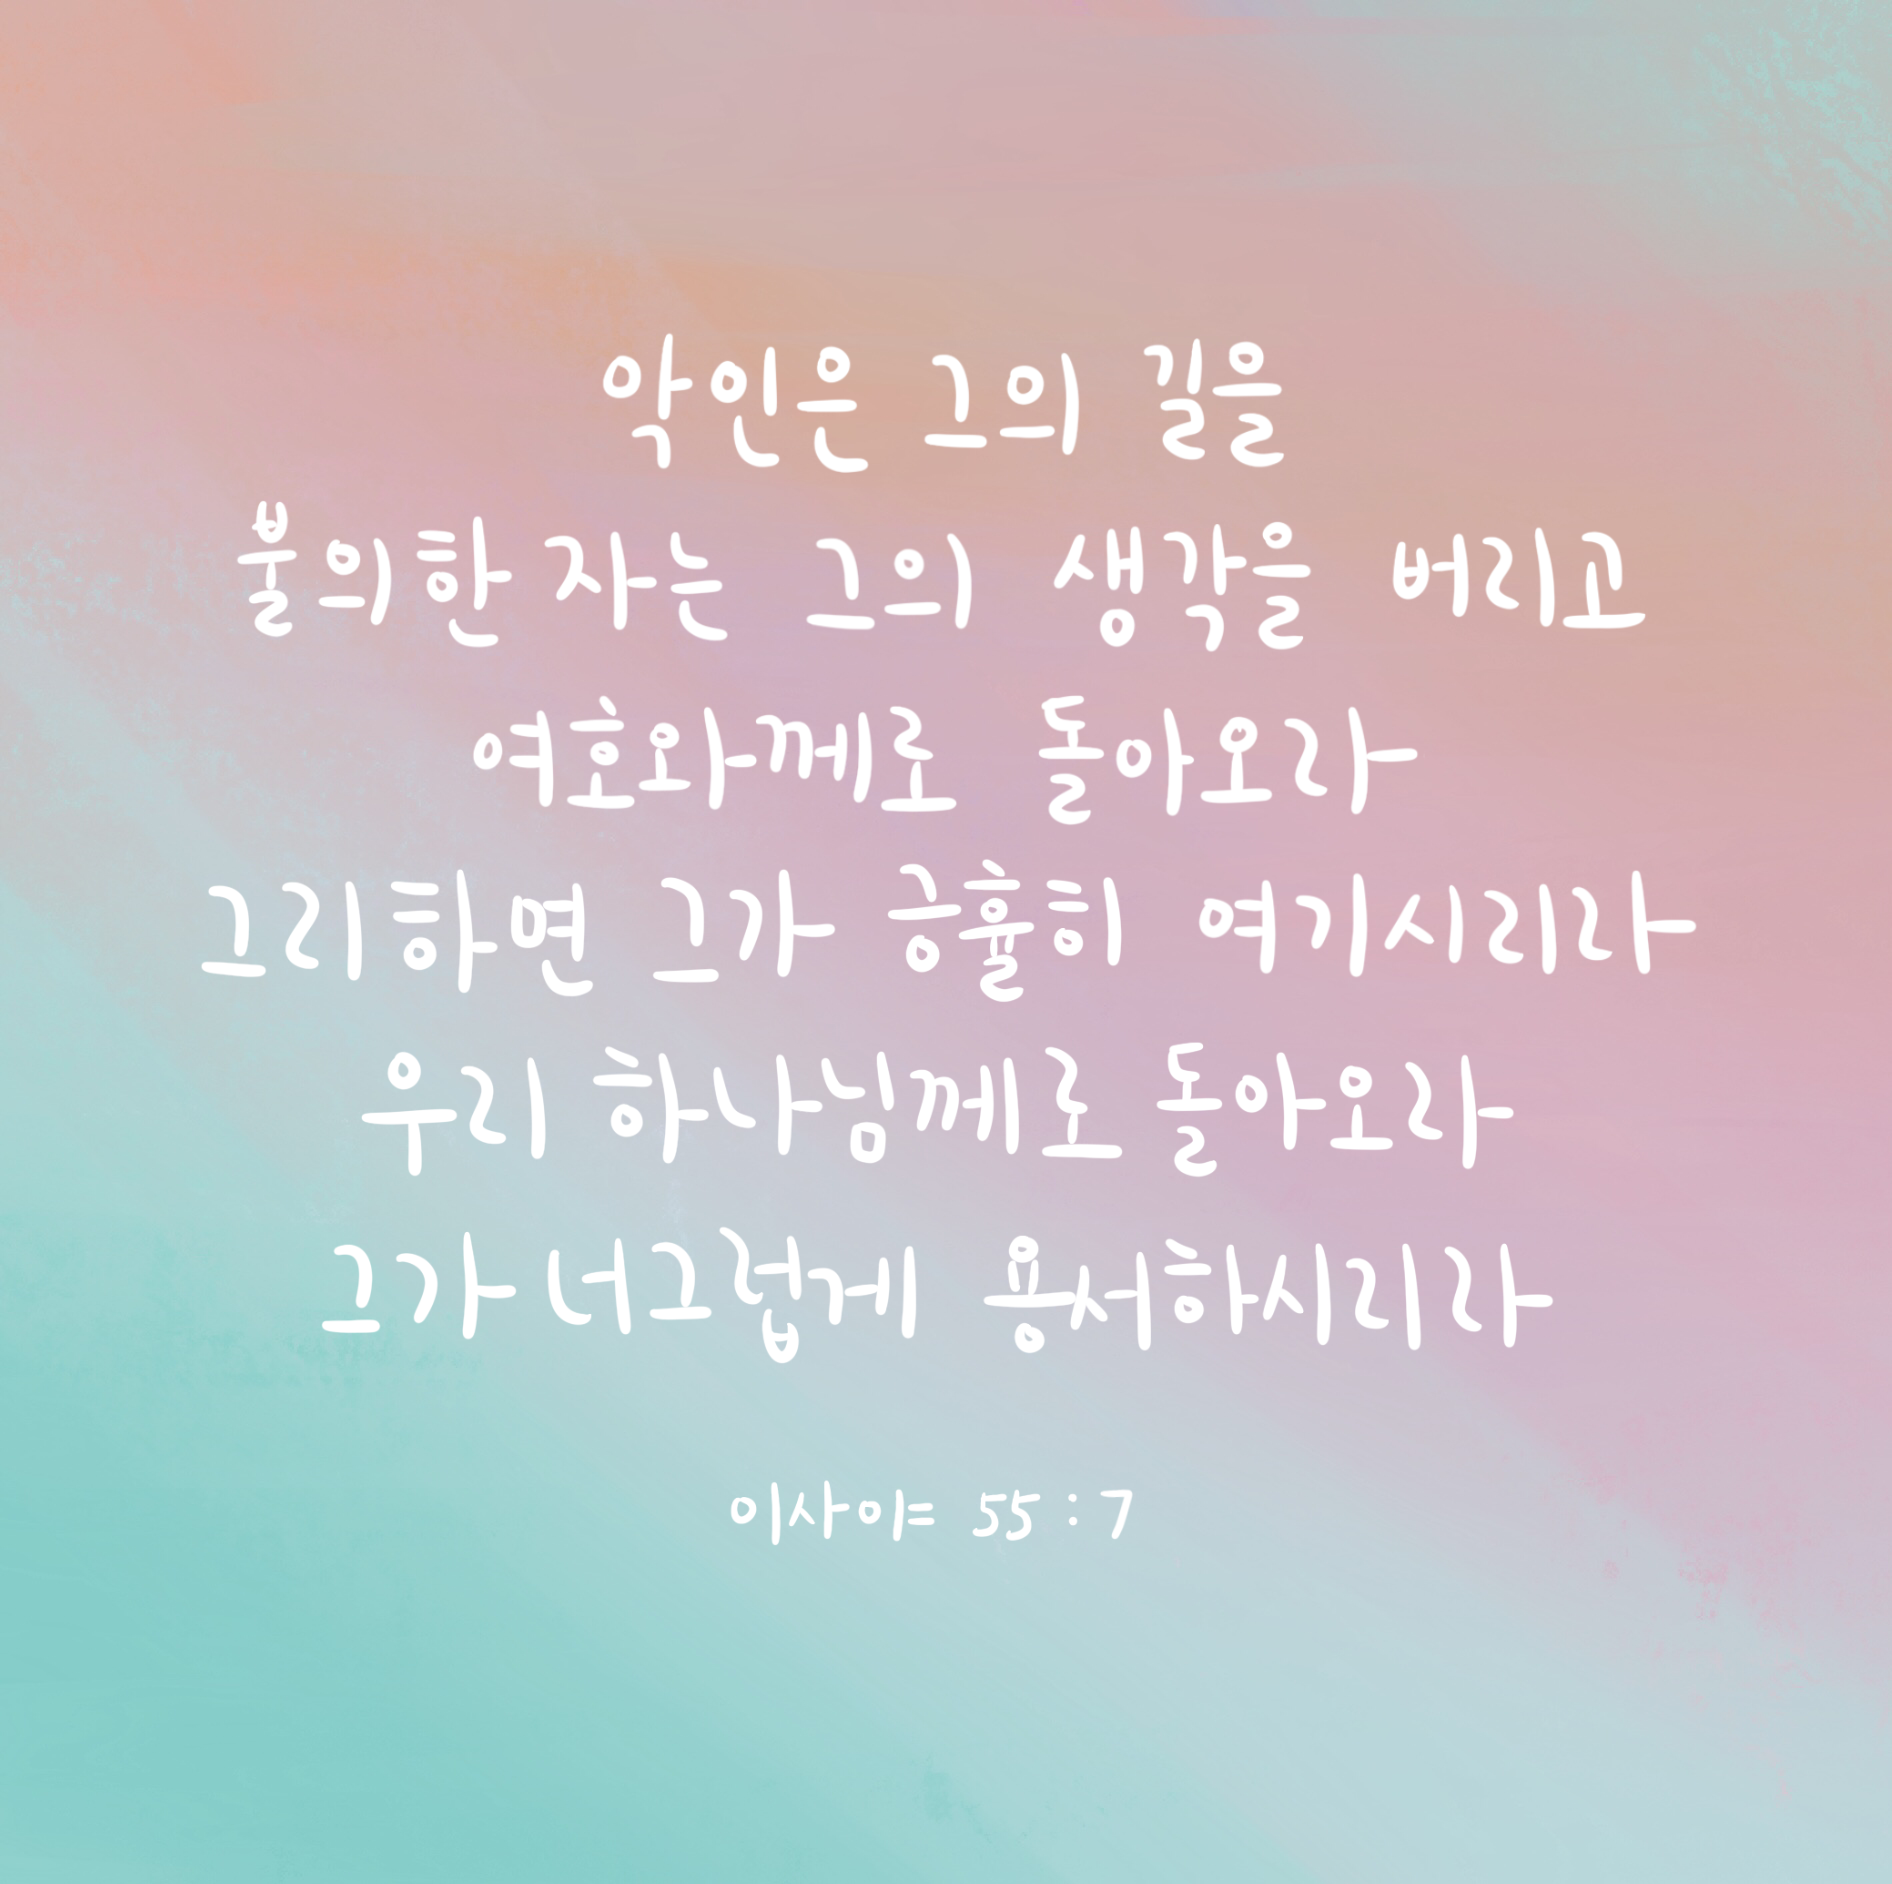 악인은 그의 길을
불의한 자는 그의 생각을 버리고
여호와께로 돌아오라
그리하면 그가 긍휼히 여기시리라
우리 하나님께로 돌아오라
그가 너그럽게 용서하시리라
이사야 55:7